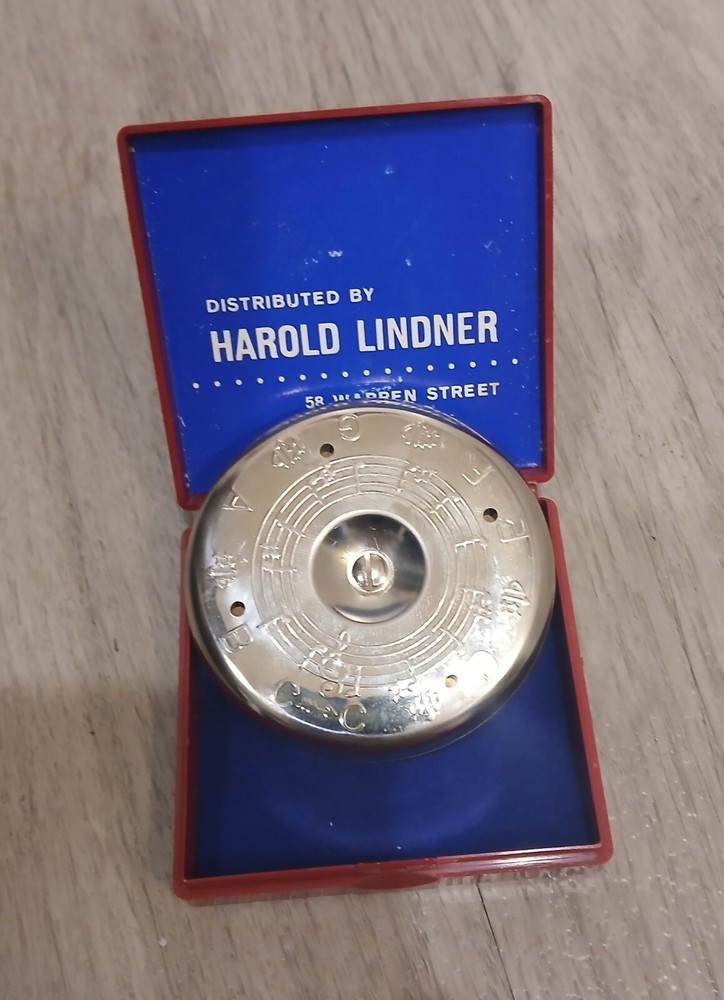 DISTRIBUTED BY
HAROLD LINDNER
58 WARREN STREET
G
A
F
E
B
C C